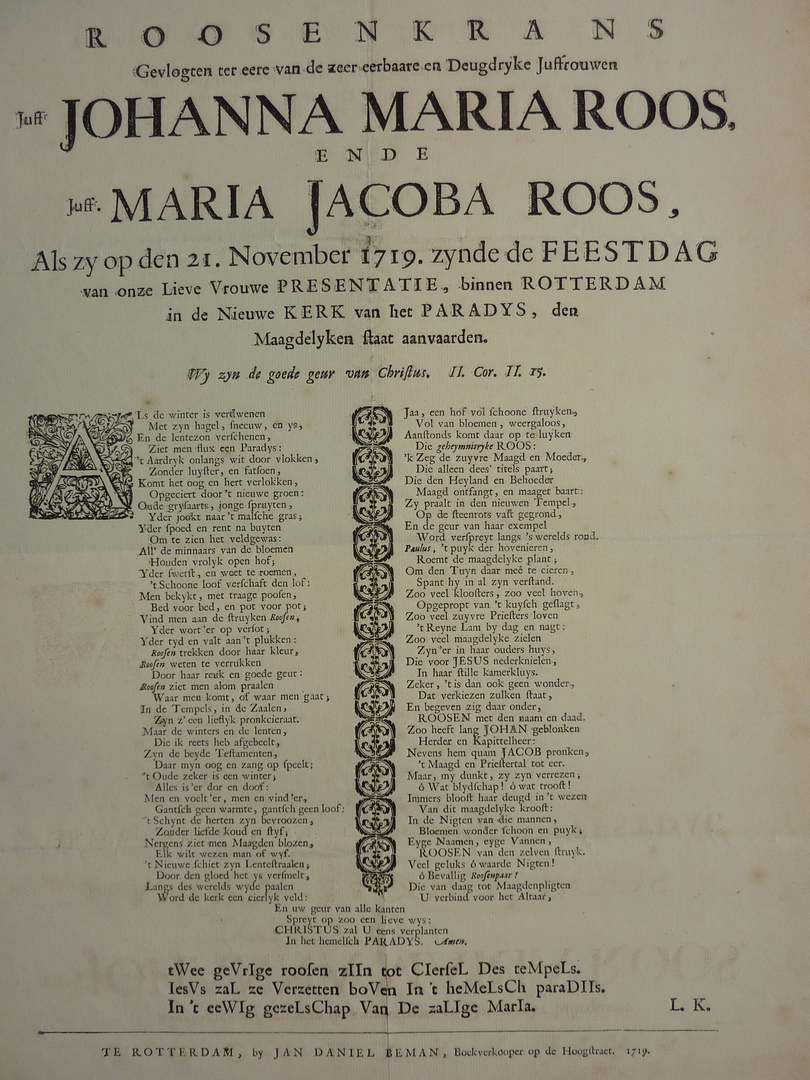 ROOSENKRANS
Gevlogten ter eere van de zeer eerbaare en Deugdryke Juffrouwen
Juffr JOHANNA MARIA ROOS,
ENDE
Juff. MARIA JACOBA ROOS,
Als zy op den 21. November 1719. zynde de FEESTDAG
van onze Lieve Vrouwe PRESENTATIE, binnen ROTTERDAM
in de Nieuwe KERK van het PARADYS, den
Maagdelyken ſtaat aanvaarden.
Wy zyn de goede geur van Chriſtus. II. Cor. II. 15.
ALs de winter is verdwenen
Met zyn hagel, ſneeuw, en ys,
En de lentezon verſchenen,
Ziet men flux een Paradys:
't Aardryk onlangs wit door vlokken,
Zonder luyſter, en fatſoen,
Komt het oog en hert verlokken,
Opgeciert door 't nieuwe groen:
Oude gryſaarts, jonge ſpruyten,
Yder jookt naar 't malſche gras;
Yder ſpoed en rent na buyten
Om te zien het veldgewas:
All' de minnaars van de bloemen
Houden vrolyk open hof;
Yder ſwetſt, en weet te roemen,
't Schoone loof verſchaft den lof:
Men bekykt, met traage pooſen,
Bed voor bed, en pot voor pot;
Vind men aan de ſtruyken Rooſen,
Yder wort'er op verſot;
Yder tyd en valt aan't plukken:
Rooſen trekken door haar kleur,
Rooſen weten te verrukken
Door haar reuk en goede geur:
Rooſen ziet men alom praalen
Waar men komt, of waar men gaat;
In de Tempels, in de Zaalen,
Zyn z'een lieflyk pronkcieraat.
Maar de winters en de lenten,
Die ik reets heb afgebeelt,
Zyn de beyde Teſtamenten,
Daar myn oog en zang op ſpeelt;
't Oude zeker is een winter;
Alles is'er dor en doof:
Men en voelt'er, men en vind'er,
Gantſch geen warmte, gantſch geen loof:
't Schynt de herten zyn bevroozen,
Zonder liefde koud en ſtyf;
Nergens ziet men Maagden blozen,
Elk wilt wezen man of wyf.
't Nieuwe ſchiet zyn Lenteſtraalen;
Door den gloed het ys verſmelt;
Langs des werelds wyde paalen
Word de kerk een cierlyk veld:
Jaa, een hof vol ſchoone ſtruyken,
Vol van bloemen, weergaloos,
Aanſtonds komt daar op te luyken
Die geheymnißryke ROOS:
'k Zeg de zuyvre Maagd en Moeder,
Die alleen dees' titels paart;
Die den Heyland en Behoeder
Maagd ontfangt, en maaget baart:
Zy praalt in den nieuwen Tempel,
Op de ſteenrots vaſt gegrond,
En de geur van haar exempel
Word verſpreyt langs 's werelds rond.
Paulus, 't puyk der hovenieren,
Roemt de maagdelyke plant;
Om den Tuyn daar meê te cieren,
Spant hy in al zyn verſtand.
Zoo veel kloosters, zoo veel hoven,
Opgepropt van 't kuyſch geſlagt,
Zoo veel zuyvre Prieſters loven
't Reyne Lam by dag en nagt:
Zoo veel maagdelyke zielen
Zyn'er in haar ouders huys,
Die voor JESUS nederknielen,
In haar ſtille kamerkluys.
Zeker, 't is dan ook geen wonder,
Dat verkiezen zulken ſtaat,
En begeven zig daar onder,
ROOSEN met den naam en daad.
Zoo heeft lang JOHAN geblonken
Herder en Kapittelheer:
Nevens hem quam JACOB pronken,
't Maagd en Prieſtertal tot eer.
Maar, my dunkt, zy zyn verrezen;
ô Wat blydſchap! ô wat trooſt!
Immers blooſt haar deugd in 't wezen
Van dit maagdelyke krooſt:
In de Nigten van die mannen,
Bloemen wonder ſchoon en puyk;
Eyge Naamen, eyge Vannen,
ROOSEN van den zelven ſtruyk.
Veel geluks ô waarde Nigten!
ô Bevallig Rooſenpaar!
Die van daag tot Maagdenpligten
U verbind voor het Altaar,
En uw geur van alle kanten
Spreyt op zoo een lieve wys:
CHRISTUS zal U eens verplanten
In het hemelſch PARADYS. Amen.
tWee geVrIge rooſen zIIn tot CIerſeL Des teMpeLs.
IesVs zaL ze Verzetten boVen In 't heMeLsCh paraDIIs.
In 't eeWIg gezeLsChap Van De zaLIge MarIa.
L. K.
TE ROTTERDAM, by JAN DANIEL BEMAN, Boekverkooper op de Hoogſtraet. 1719.